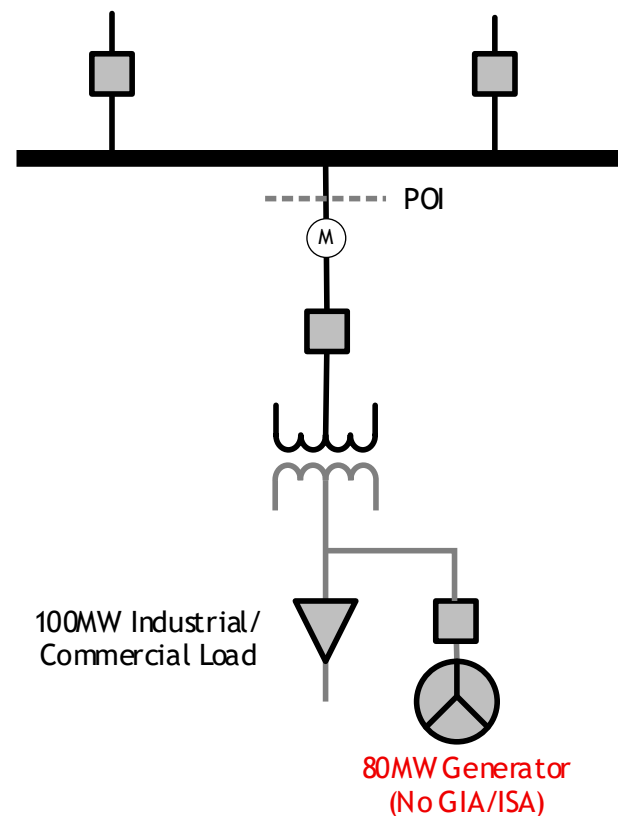 POI
M
100MW Industrial/
Commercial Load
80MW Generator
(No GIA/ISA)